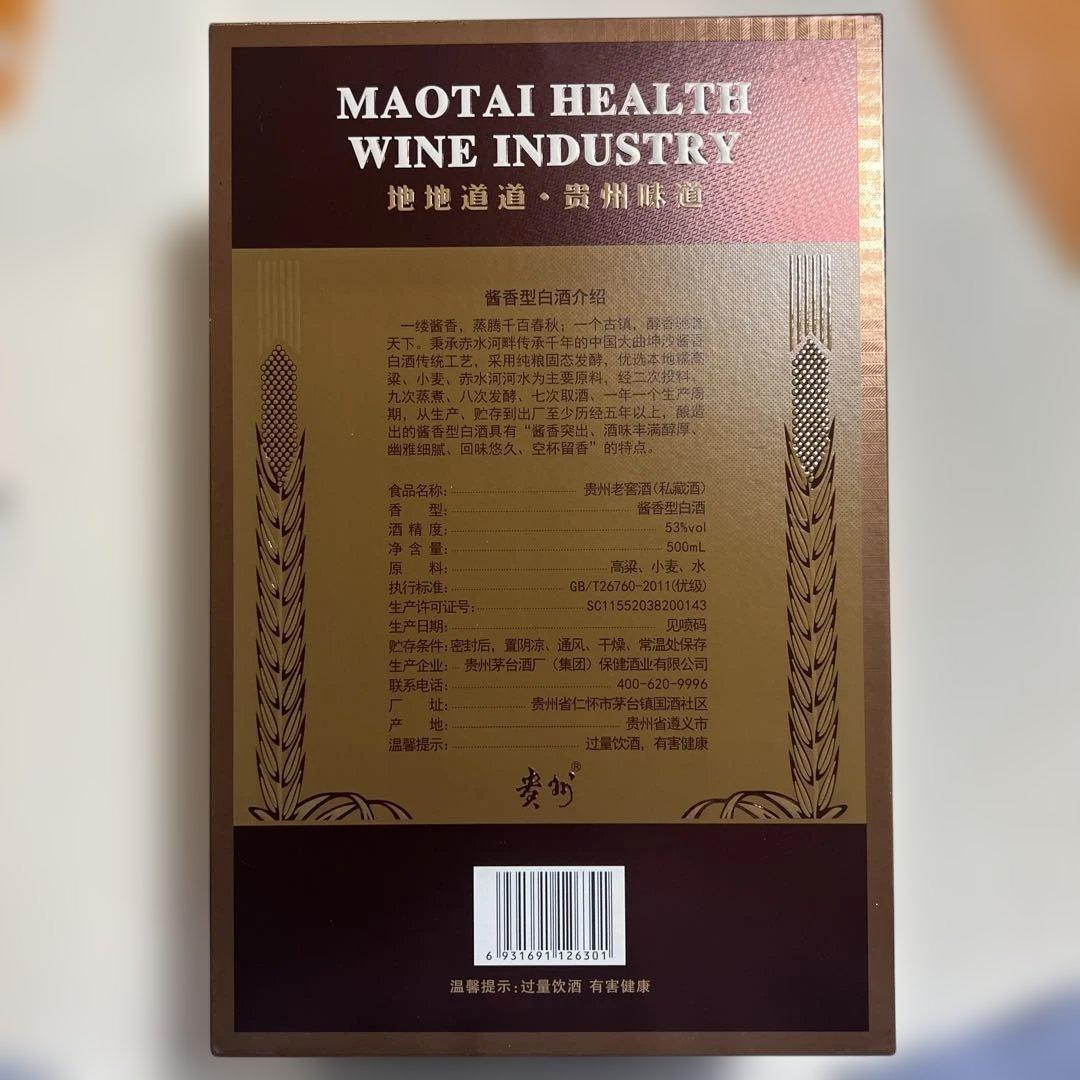 MAOTAI HEALTH
WINE INDUSTRY
地地道道·贵州味道
酱香型白酒介绍
一缕酱香，蒸腾千百春秋；一个古镇，醇香驰誉
天下。秉承赤水河畔传承千年的中国大曲坤沙酱香
白酒传统工艺，采用纯粮固态发酵，优选本地糯高
粱、小麦、赤水河河水为主要原料，经二次投料、
九次蒸煮、八次发酵、七次取酒、一年一个生产周
期，从生产、贮存到出厂至少历经五年以上，酿造
出的酱香型白酒具有“酱香突出、酒味丰满醇厚、
幽雅细腻、回味悠久、空杯留香”的特点。
食品名称：贵州老窖酒（私藏酒）
香 型：酱香型白酒
酒精度：53%vol
净含量：500mL
原 料：高粱、小麦、水
执行标准：GB/T26760-2011(优级)
生产许可证号：SC11552038200143
生产日期：见喷码
贮存条件：密封后，置阴凉、通风、干燥、常温处保存
生产企业：贵州茅台酒厂（集团）保健酒业有限公司
联系电话：400-620-9996
厂 址：贵州省仁怀市茅台镇国酒社区
产 地：贵州省遵义市
温馨提示：过量饮酒，有害健康
贵州®
6 931691 126301
温馨提示：过量饮酒 有害健康